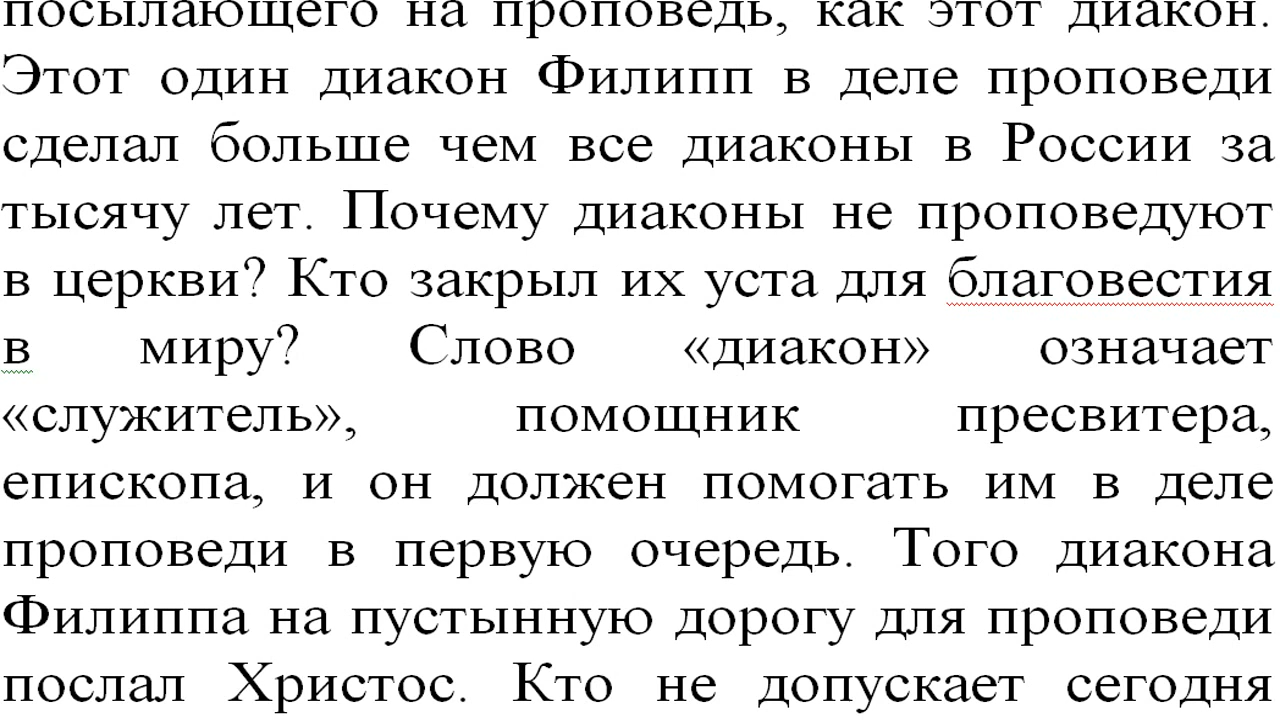 посылающего на проповедь, как этот диакон.
Этот один диакон Филипп в деле проповеди
сделал больше чем все диаконы в России за
тысячу лет. Почему диаконы не проповедуют
в церкви? Кто закрыл их уста для благовестия
в миру? Слово «диакон» означает
«служитель», помощник пресвитера,
епископа, и он должен помогать им в деле
проповеди в первую очередь. Того диакона
Филиппа на пустынную дорогу для проповеди
послал Христос. Кто не допускает сегодня